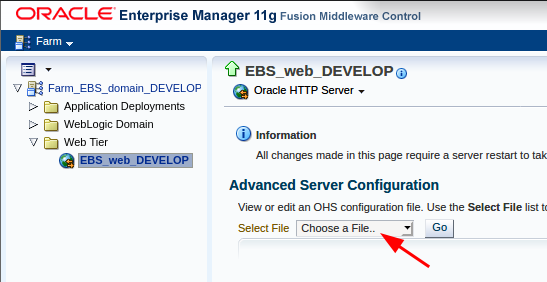 ORACLE Enterprise Manager 11g Fusion Middleware Control
Farm
Farm_EBS_domain_DEVELOP
Application Deployments
WebLogic Domain
Web Tier
EBS_web_DEVELOP
EBS_web_DEVELOP
Oracle HTTP Server
Information
All changes made in this page require a server restart to tak
Advanced Server Configuration
View or edit an OHS configuration file. Use the Select File list to
Select File Choose a File.. Go